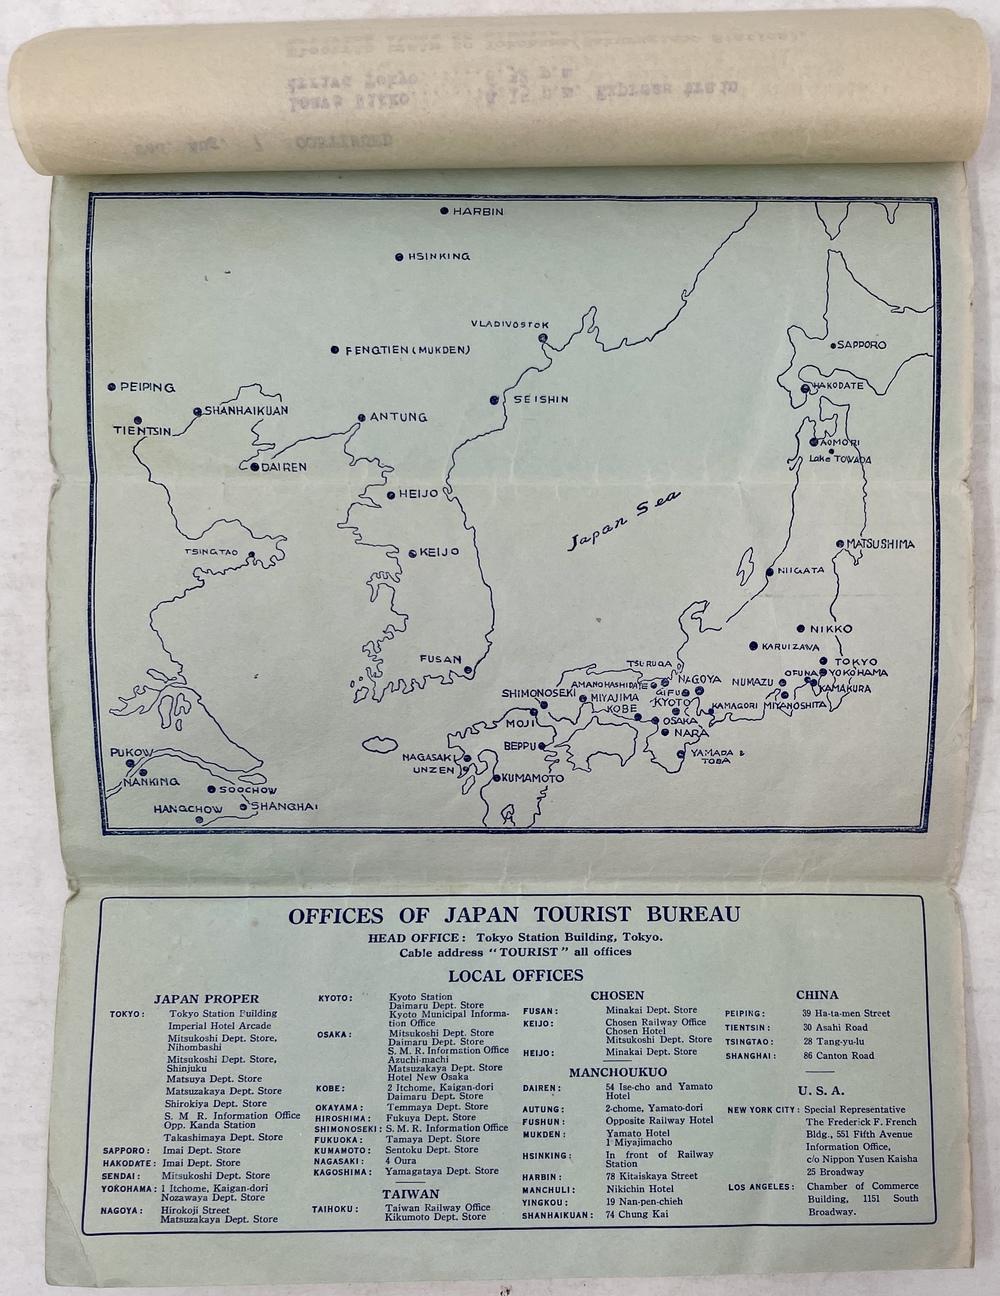 Leave Nikko......4.15 p.m. Express train
Arrive Tokyo
CONTINUED
HARBIN
HSINKING
VLADIVOSTOK
FENGTIEN (MUKDEN)
SAPPORO
PEIPING
HAKODATE
SEISHIN
SHANHAIKUAN
ANTUNG
TIENTSIN
AOMORI
Lake TOWADA
DAIREN
HEIJO
Japan Sea
TSINGTAO
KEIJO
MATSUSHIMA
NIIGATA
NIKKO
KARUIZAWA
FUSAN
TSURUGA
TOKYO
OFUNA
YOKOHAMA
AMANOHASHIDATE
NAGOYA
NUMAZU
KAMAKURA
SHIMONOSEKI
MIYAJIMA
GIFU
KYOTO
MIYANOSHITA
KOBE
KAMAGORI
MOJI
OSAKA
NARA
BEPPU
YAMADA &
TOBA
NAGASAKI
UNZEN
KUMAMOTO
PUKOW
NANKING
SOOCHOW
HANGCHOW
SHANGHAI
OFFICES OF JAPAN TOURIST BUREAU
HEAD OFFICE: Tokyo Station Building, Tokyo.
Cable address "TOURIST" all offices
LOCAL OFFICES
JAPAN PROPER
TOKYO: Tokyo Station Building
Imperial Hotel Arcade
Mitsukoshi Dept. Store,
Nihombashi
Mitsukoshi Dept. Store,
Shinjuku
Matsuya Dept. Store
Matsuzakaya Dept. Store
Shirokiya Dept. Store
S. M R. Information Office
Opp. Kanda Station
Takashimaya Dept. Store
SAPPORO: Imai Dept. Store
HAKODATE: Imai Dept. Store
SENDAI: Mitsukoshi Dept. Store
YOKOHAMA: 1 Itchome, Kaigan-dori
Nozawaya Dept. Store
NAGOYA: Hirokoji Street
Matsuzakaya Dept. Store
KYOTO: Kyoto Station
Daimaru Dept. Store
Kyoto Municipal Informa-
tion Office
OSAKA: Mitsukoshi Dept. Store
Daimaru Dept. Store
S. M R. Information Office
Azuchi-machi
Matsuzakaya Dept. Store
Hotel New Osaka
KOBE: 2 Itchome, Kaigan-dori
Daimaru Dept. Store
OKAYAMA: Temmaya Dept. Store
HIROSHIMA: Fukuya Dept. Store
SHIMONOSEKI: S. M R. Information Office
FUKUOKA: Tamaya Dept. Store
KUMAMOTO: Sentoku Dept. Store
NAGASAKI: 4 Oura
KAGOSHIMA: Yamagataya Dept. Store
TAIWAN
TAIHOKU: Taiwan Railway Office
Kikumoto Dept. Store
CHOSEN
FUSAN: Minakai Dept. Store
KEIJO: Chosen Railway Office
Chosen Hotel
Mitsukoshi Dept. Store
HEIJO: Minakai Dept. Store
MANCHOUKUO
DAIREN: 54 Ise-cho and Yamato
Hotel
AUTUNG: 2-chome, Yamato-dori
FUSHUN: Opposite Railway Hotel
MUKDEN: Yamato Hotel
1 Miyajimacho
HSINKING: In front of Railway
Station
HARBIN: 78 Kitaiskaya Street
MANCHULI: Nikichin Hotel
YINGKOU: 19 Nan-pen-chieh
SHANHAIKUAN: 74 Chung Kai
CHINA
PEIPING: 39 Ha-ta-men Street
TIENTSIN: 30 Asahi Road
TSINGTAO: 28 Tang-yu-lu
SHANGHAI: 86 Canton Road
U. S. A.
NEW YORK CITY: Special Representative
The Frederick F. French
Bldg., 551 Fifth Avenue
Information Office,
c/o Nippon Yusen Kaisha
25 Broadway
LOS ANGELES: Chamber of Commerce
Building, 1151 South
Broadway.